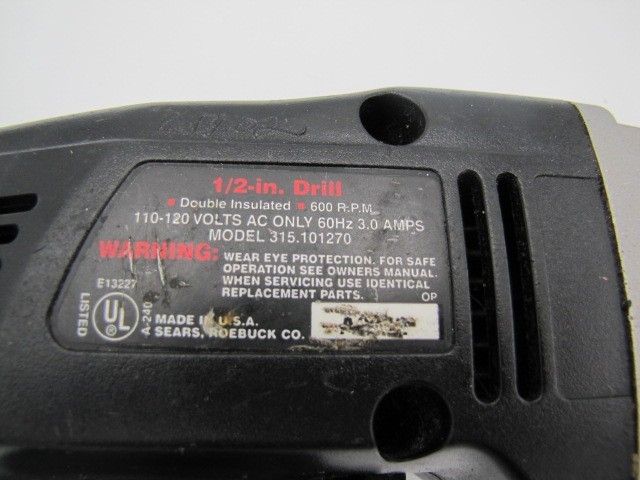 1/2-in. Drill
▪ Double Insulated ▪ 600 R.P.M.
110-120 VOLTS AC ONLY 60Hz 3.0 AMPS
MODEL 315.101270
WARNING: WEAR EYE PROTECTION. FOR SAFE
OPERATION SEE OWNERS MANUAL.
WHEN SERVICING USE IDENTICAL
REPLACEMENT PARTS.
OP
E13227
LISTED
UL
®
A-240
MADE IN U.S.A.
SEARS, ROEBUCK CO.